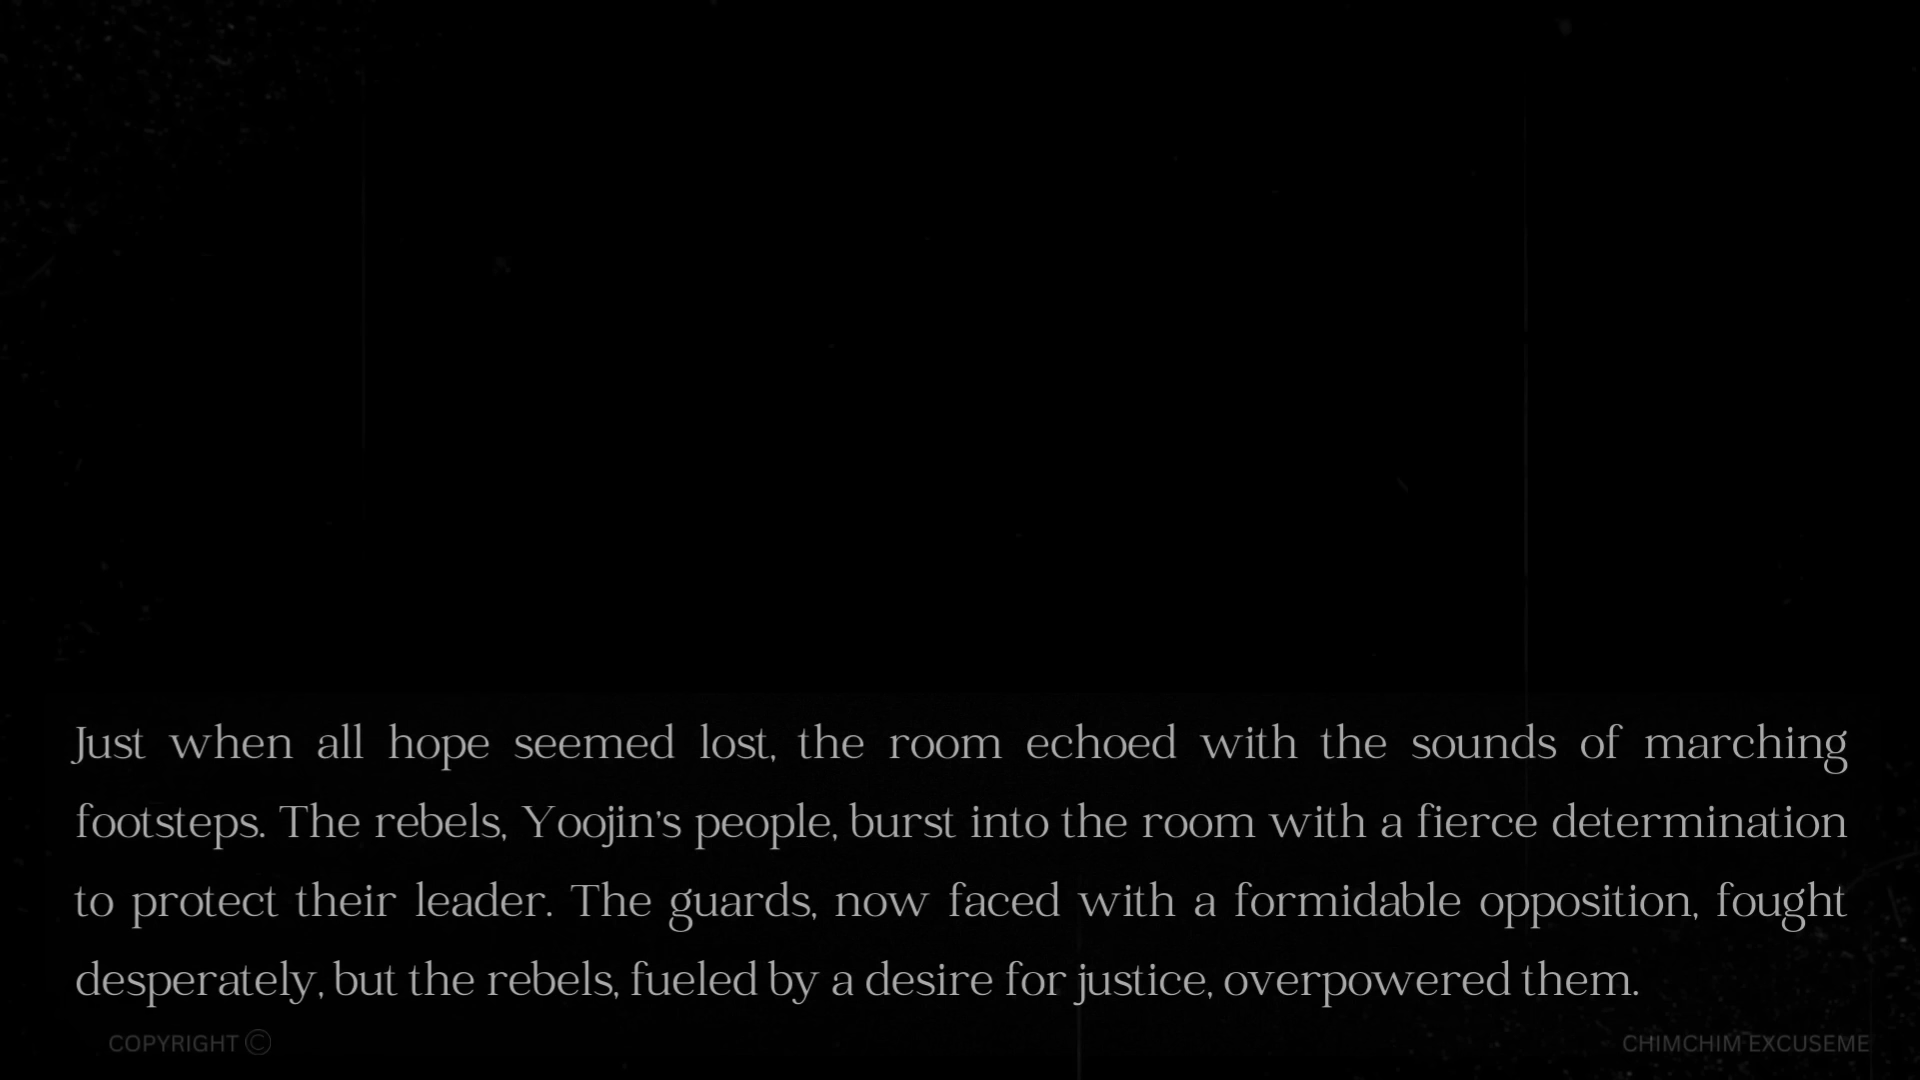 Just when all hope seemed lost, the room echoed with the sounds of marching
footsteps. The rebels, Yoojin's people, burst into the room with a fierce determination
to protect their leader. The guards, now faced with a formidable opposition, fought
desperately, but the rebels, fueled by a desire for justice, overpowered them.
COPYRIGHT ©
CHIMCHIM EXCUSEME